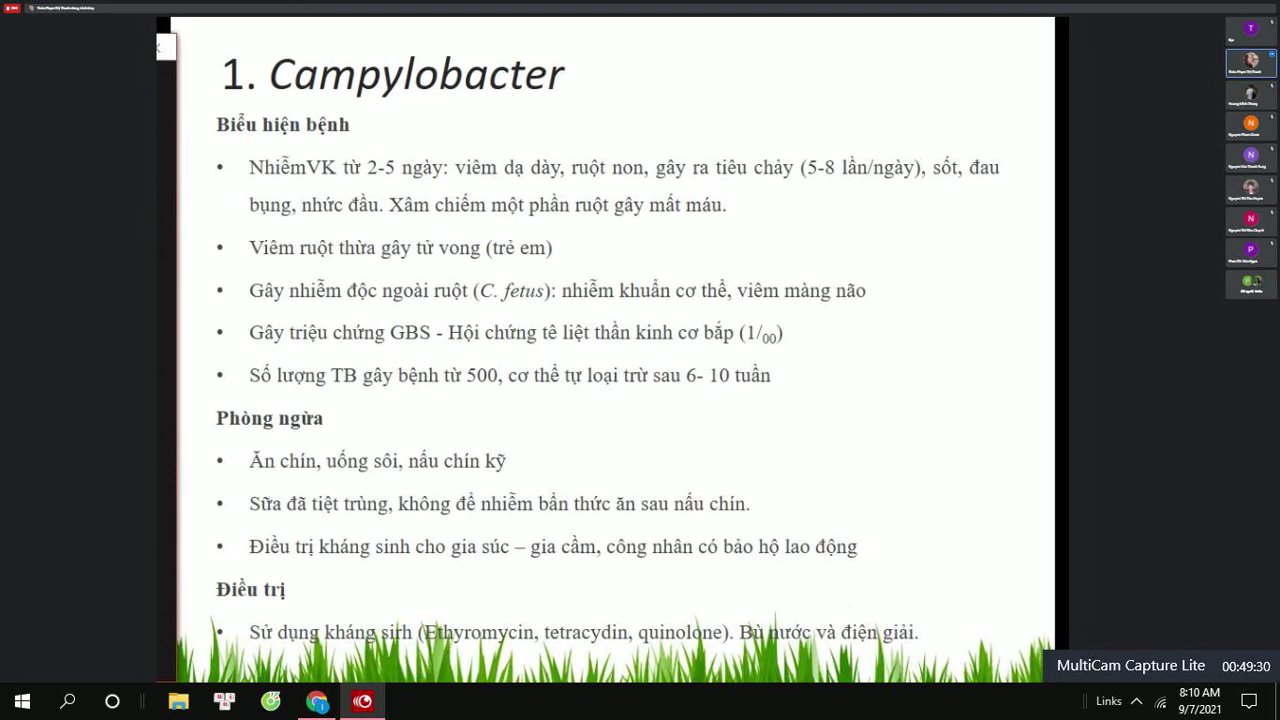 1. Campylobacter
Biểu hiện bệnh
• NhiễmVK từ 2-5 ngày: viêm dạ dày, ruột non, gây ra tiêu chảy (5-8 lần/ngày), sốt, đau
bụng, nhức đầu. Xâm chiếm một phần ruột gây mất máu.
• Viêm ruột thừa gây tử vong (trẻ em)
• Gây nhiễm độc ngoài ruột (C. fetus): nhiễm khuẩn cơ thể, viêm màng não
• Gây triệu chứng GBS - Hội chứng tê liệt thần kinh cơ bắp (1/00)
• Số lượng TB gây bệnh từ 500, cơ thể tự loại trừ sau 6- 10 tuần
Phòng ngừa
• Ăn chín, uống sôi, nấu chín kỹ
• Sữa đã tiệt trùng, không để nhiễm bẩn thức ăn sau nấu chín.
• Điều trị kháng sinh cho gia súc – gia cầm, công nhân có bảo hộ lao động
Điều trị
• Sử dụng kháng sinh (Ethyromycin, tetracydin, quinolone). Bù nước và điện giải.
T
N
N
N
P
MultiCam Capture Lite 00:49:30
Links 8:10 AM
9/7/2021